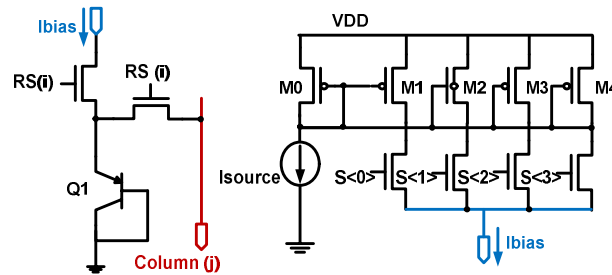 Ibias
VDD
RS(i)
RS (i)
M0
M1
M2
M3
M4
Q1
Isource
S<0>
S<1>
S<2>
S<3>
Column (j)
Ibias